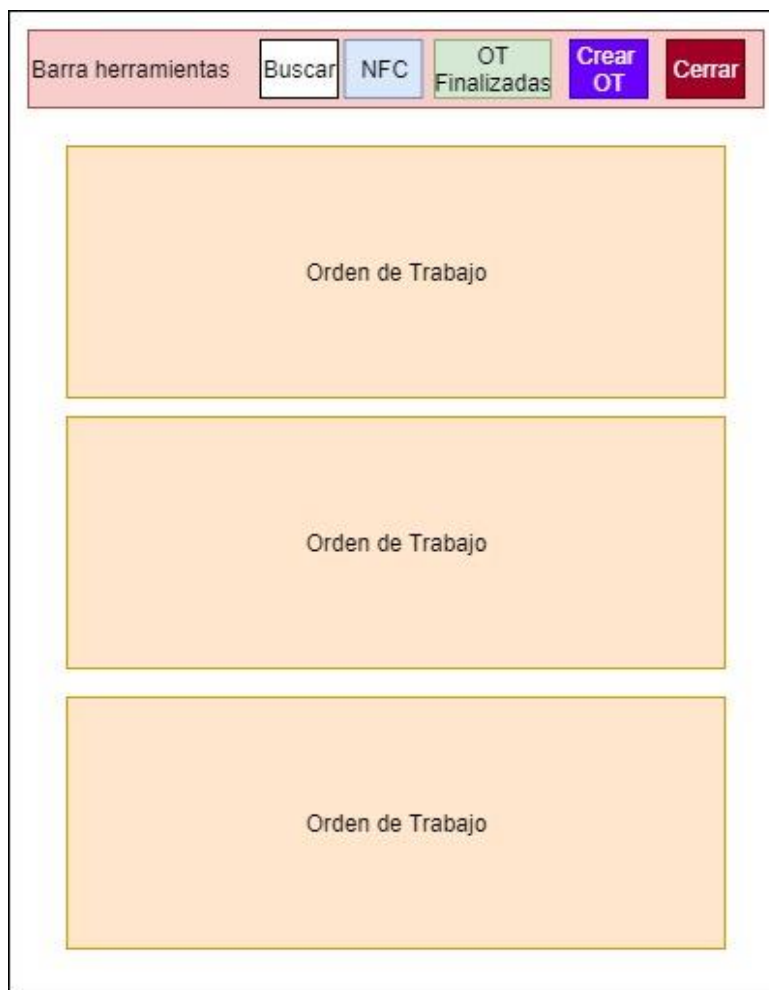 Barra herramientas
Buscar
NFC
OT
Finalizadas
Crear
OT
Cerrar
Orden de Trabajo
Orden de Trabajo
Orden de Trabajo